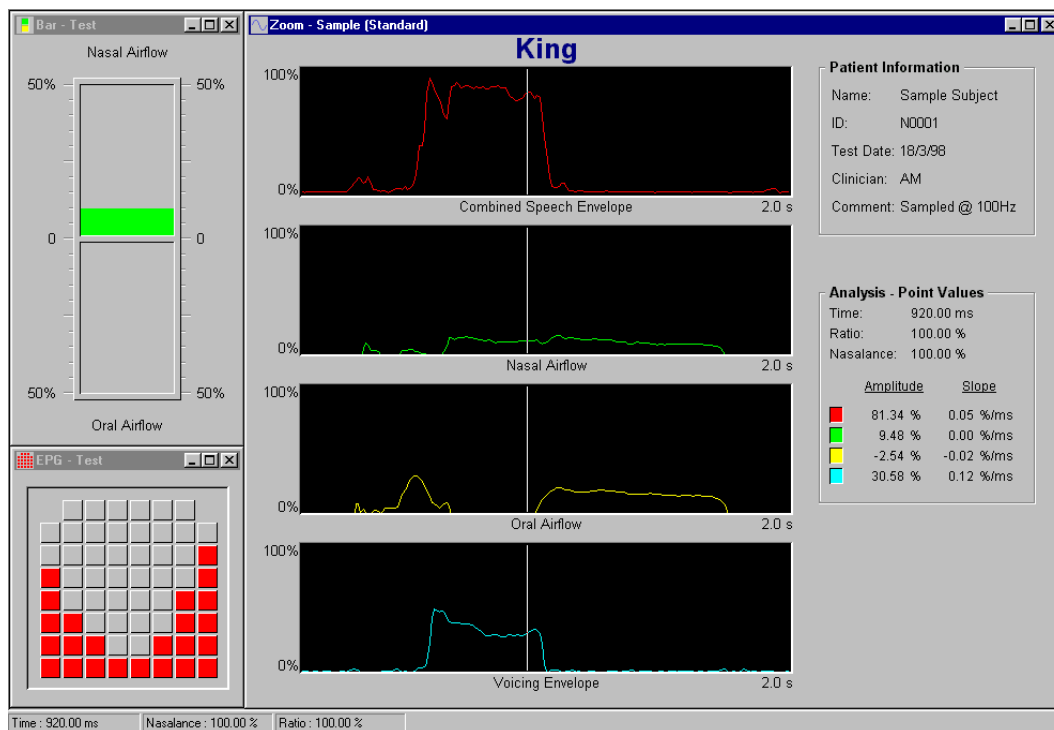 Bar - Test
Nasal Airflow
50% 50%
0 0
50% 50%
Oral Airflow
EPG - Test
Zoom - Sample (Standard)
King
100%
0%
Combined Speech Envelope 2.0 s
100%
0%
Nasal Airflow 2.0 s
100%
0%
Oral Airflow 2.0 s
100%
0%
Voicing Envelope 2.0 s
Patient Information
Name: Sample Subject
ID: N0001
Test Date: 18/3/98
Clinician: AM
Comment: Sampled @ 100Hz
Analysis - Point Values
Time: 920.00 ms
Ratio: 100.00 %
Nasalance: 100.00 %
Amplitude Slope
81.34 % 0.05 %/ms
9.48 % 0.00 %/ms
-2.54 % -0.02 %/ms
30.58 % 0.12 %/ms
Time : 920.00 ms Nasalance : 100.00 % Ratio : 100.00 %